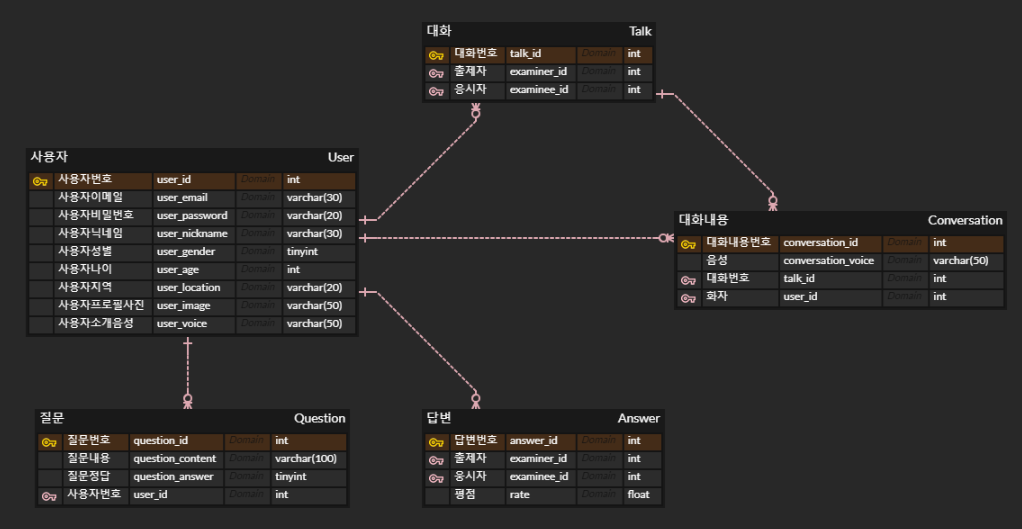 대화 Talk
대화번호 talk_id Domain int
출제자 examiner_id Domain int
응시자 examinee_id Domain int
사용자 User
사용자번호 user_id Domain int
사용자이메일 user_email Domain varchar(30)
사용자비밀번호 user_password Domain varchar(20)
사용자닉네임 user_nickname Domain varchar(30)
사용자성별 user_gender Domain tinyint
사용자나이 user_age Domain int
사용자지역 user_location Domain varchar(20)
사용자프로필사진 user_image Domain varchar(50)
사용자소개음성 user_voice Domain varchar(50)
대화내용 Conversation
대화내용번호 conversation_id Domain int
음성 conversation_voice Domain varchar(50)
대화번호 talk_id Domain int
화자 user_id Domain int
질문 Question
질문번호 question_id Domain int
질문내용 question_content Domain varchar(100)
질문정답 question_answer Domain tinyint
사용자번호 user_id Domain int
답변 Answer
답변번호 answer_id Domain int
출제자 examiner_id Domain int
응시자 examinee_id Domain int
평점 rate Domain float